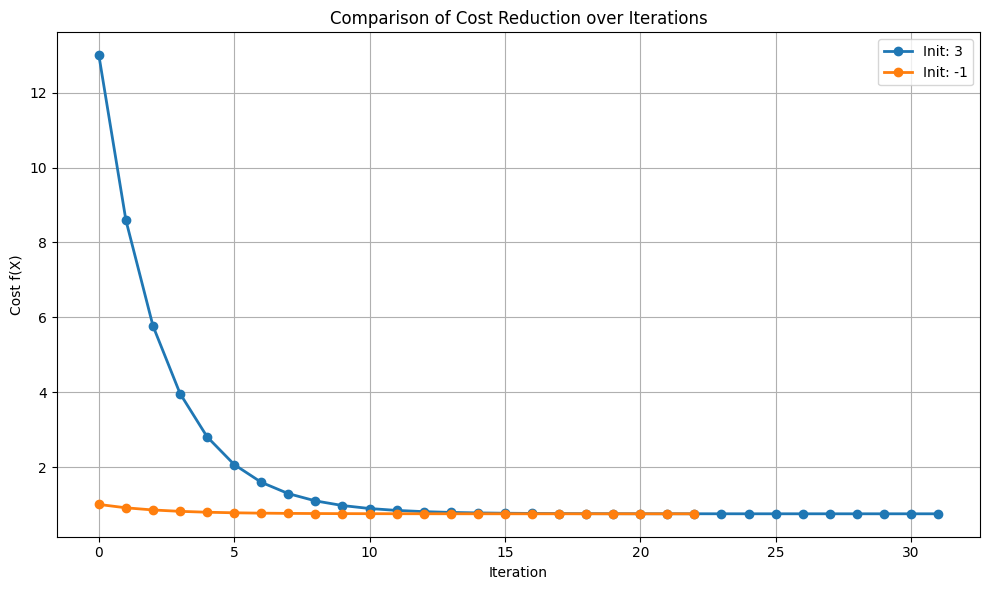 Comparison of Cost Reduction over Iterations
Init: 3
Init: -1
Cost f(X)
12
10
8
6
4
2
0 5 10 15 20 25 30
Iteration